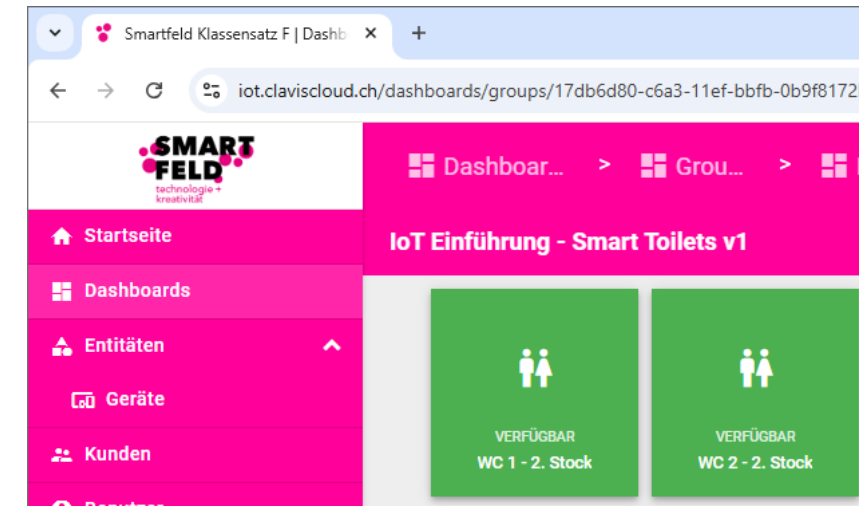 Smartfeld Klassensatz F | Dashb
iot.claviscloud.ch/dashboards/groups/17db6d80-c6a3-11ef-bbfb-0b9f8172
SMART
FELD
technologie +
kreativität
Dashboar... > Grou... >
IoT Einführung - Smart Toilets v1
Startseite
Dashboards
Entitäten
Geräte
Kunden
VERFÜGBAR
WC 1 - 2. Stock
VERFÜGBAR
WC 2 - 2. Stock